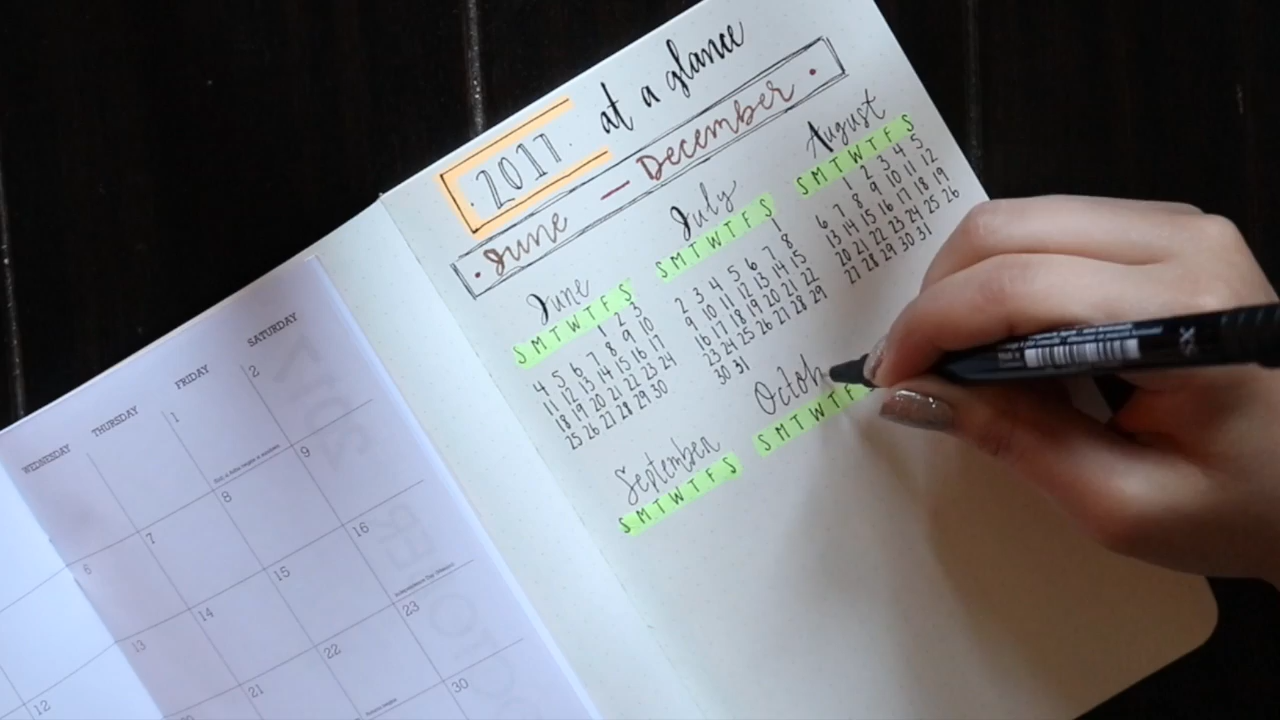 2017 at a glance
June - December
June
S M T W T F S
1 2 3
4 5 6 7 8 9 10
11 12 13 14 15 16 17
18 19 20 21 22 23 24
25 26 27 28 29 30
July
S M T W T F S
1
2 3 4 5 6 7 8
9 10 11 12 13 14 15
16 17 18 19 20 21 22
23 24 25 26 27 28 29
30 31
August
S M T W T F S
1 2 3 4 5
6 7 8 9 10 11 12
13 14 15 16 17 18 19
20 21 22 23 24 25 26
27 28 29 30 31
September
S M T W T F S
Octob
S M T W T F S
WEDNESDAY THURSDAY FRIDAY SATURDAY
1 2
6 7 8 9
12 13 14 15 16
21 22 23
30